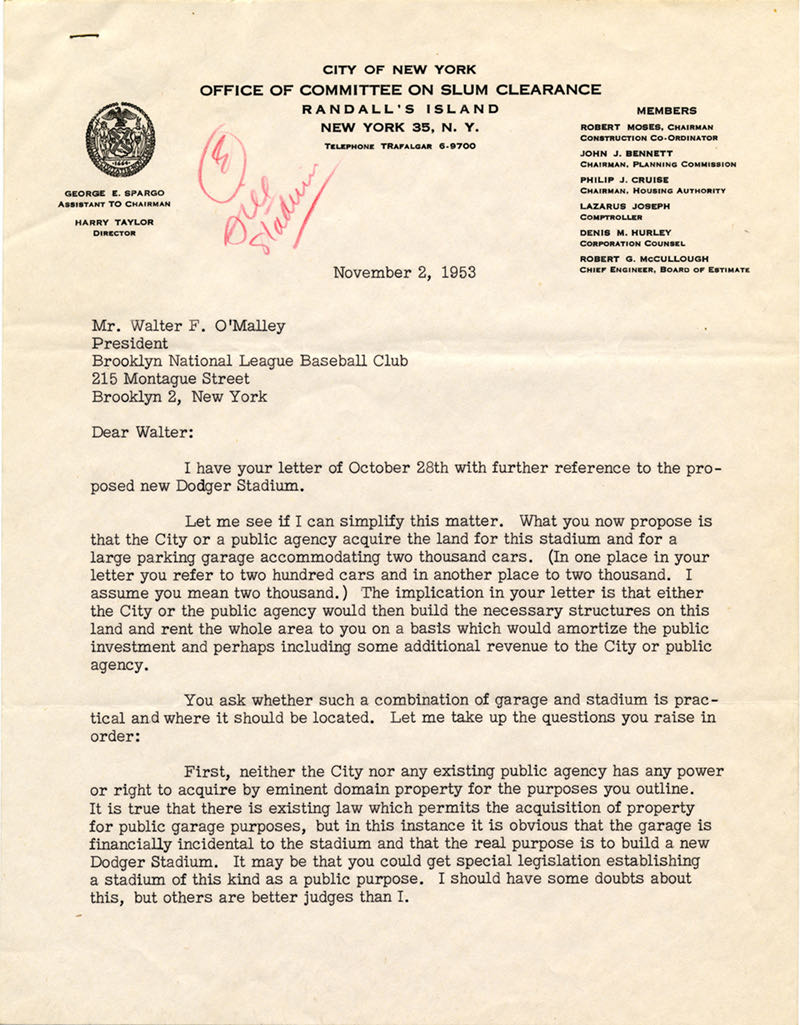 CITY OF NEW YORK
OFFICE OF COMMITTEE ON SLUM CLEARANCE
RANDALL'S ISLAND
NEW YORK 35, N. Y.
TELEPHONE TRAFALGAR 6-9700
GEORGE E. SPARGO
ASSISTANT TO CHAIRMAN
HARRY TAYLOR
DIRECTOR
MEMBERS
ROBERT MOSES, CHAIRMAN
CONSTRUCTION CO-ORDINATOR
JOHN J. BENNETT
CHAIRMAN, PLANNING COMMISSION
PHILIP J. CRUISE
CHAIRMAN, HOUSING AUTHORITY
LAZARUS JOSEPH
COMPTROLLER
DENIS M. HURLEY
CORPORATION COUNSEL
ROBERT G. McCULLOUGH
CHIEF ENGINEER, BOARD OF ESTIMATE
Stadium
November 2, 1953
Mr. Walter F. O'Malley
President
Brooklyn National League Baseball Club
215 Montague Street
Brooklyn 2, New York
Dear Walter:
I have your letter of October 28th with further reference to the pro-
posed new Dodger Stadium.
Let me see if I can simplify this matter. What you now propose is
that the City or a public agency acquire the land for this stadium and for a
large parking garage accommodating two thousand cars. (In one place in your
letter you refer to two hundred cars and in another place to two thousand. I
assume you mean two thousand.) The implication in your letter is that either
the City or the public agency would then build the necessary structures on this
land and rent the whole area to you on a basis which would amortize the public
investment and perhaps including some additional revenue to the City or public
agency.
You ask whether such a combination of garage and stadium is prac-
tical and where it should be located. Let me take up the questions you raise in
order:
First, neither the City nor any existing public agency has any power
or right to acquire by eminent domain property for the purposes you outline.
It is true that there is existing law which permits the acquisition of property
for public garage purposes, but in this instance it is obvious that the garage is
financially incidental to the stadium and that the real purpose is to build a new
Dodger Stadium. It may be that you could get special legislation establishing
a stadium of this kind as a public purpose. I should have some doubts about
this, but others are better judges than I.